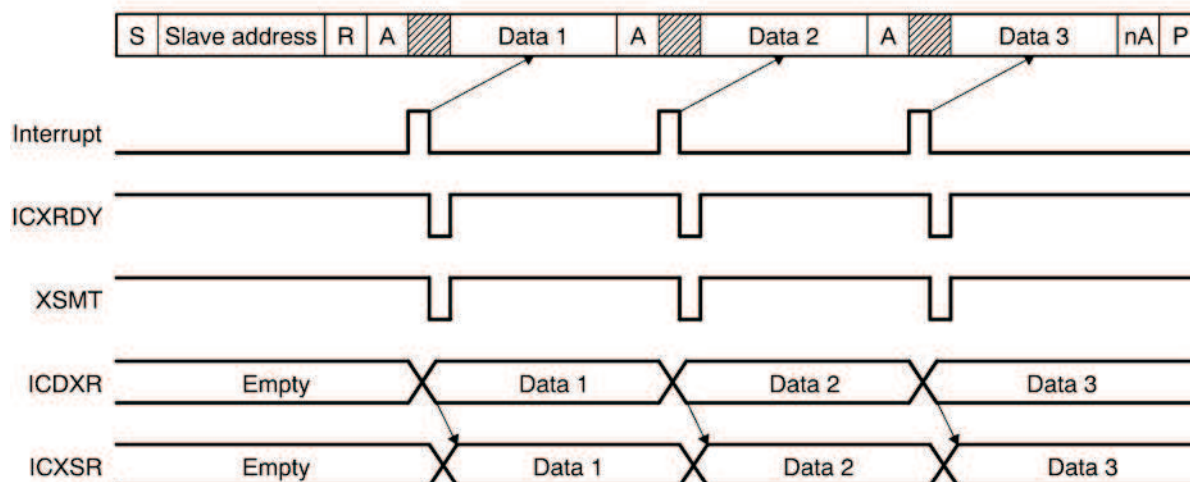 S Slave address R A Data 1 A Data 2 A Data 3 nA P
Interrupt
ICXRDY
XSMT
ICDXR Empty Data 1 Data 2 Data 3
ICXSR Empty Data 1 Data 2 Data 3